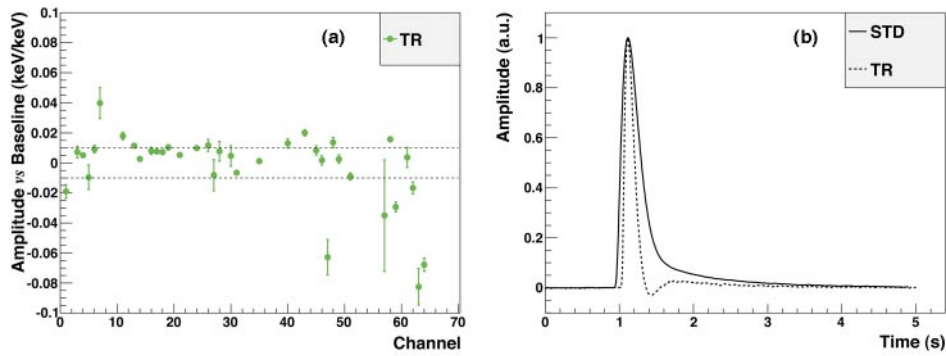 Amplitude vs Baseline (keV/keV)
0.1
0.08
0.06
0.04
0.02
0
-0.02
-0.04
-0.06
-0.08
-0.1
(a)
TR
0 10 20 30 40 50 60 70
Channel
Amplitude (a.u.)
1
0.8
0.6
0.4
0.2
0
(b)
STD
TR
0 1 2 3 4 5
Time (s)